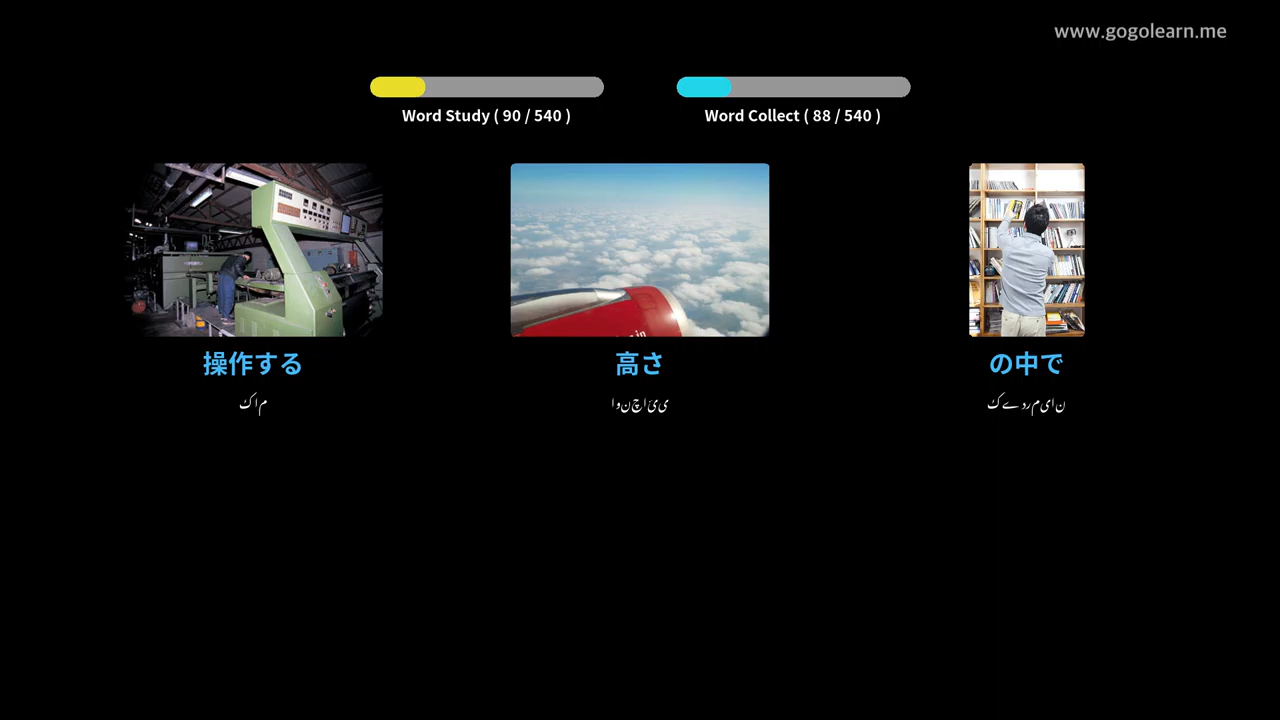 www.gogolearn.me
Word Study ( 90 / 540 )
Word Collect ( 88 / 540 )
操作する
高さ
の中で
کام
اونچائی
کے درمیان